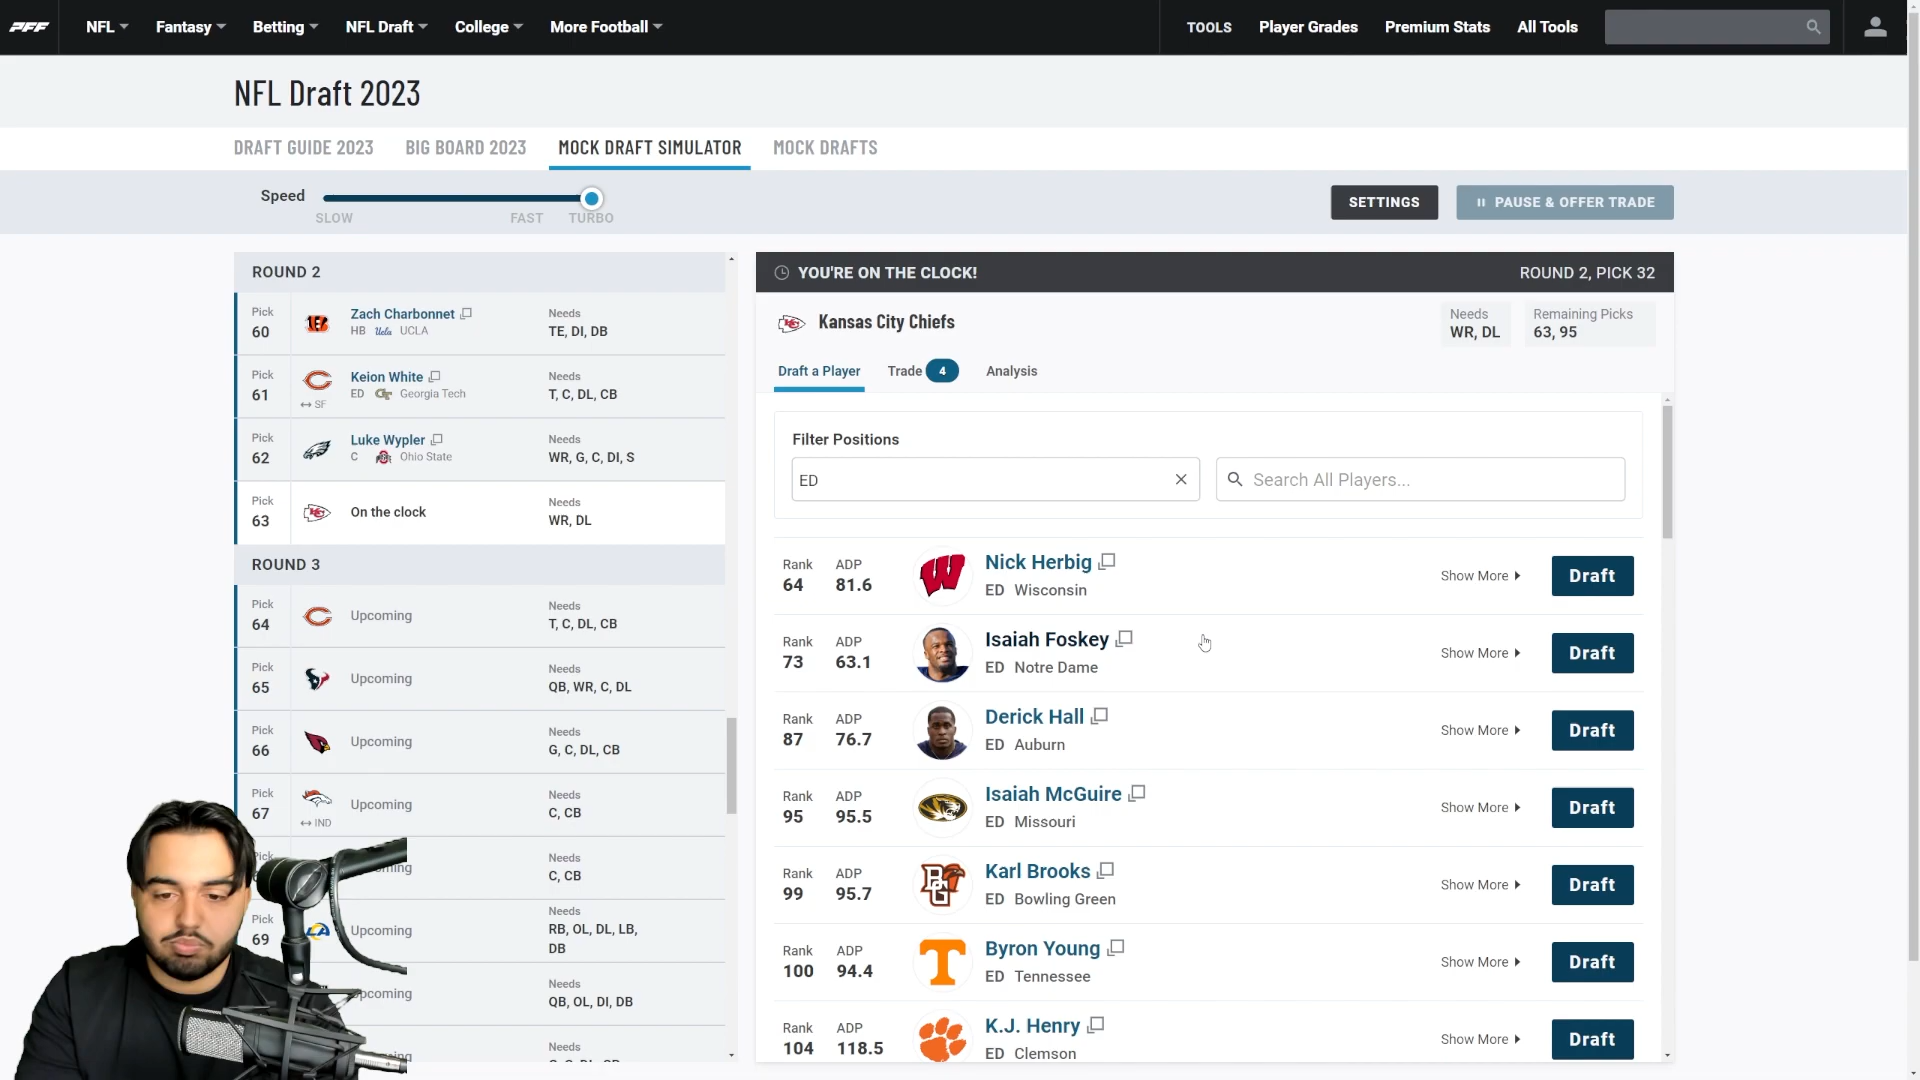 PFF
NFL
Fantasy
Betting
NFL Draft
College
More Football
TOOLS
Player Grades
Premium Stats
All Tools
NFL Draft 2023
DRAFT GUIDE 2023
BIG BOARD 2023
MOCK DRAFT SIMULATOR
MOCK DRAFTS
Speed
SLOW
FAST
TURBO
SETTINGS
PAUSE & OFFER TRADE
ROUND 2
Pick
60
Zach Charbonnet
HB Ucla UCLA
Needs
TE, DI, DB
Pick
61
↔ SF
Keion White
ED GT Georgia Tech
Needs
T, C, DL, CB
Pick
62
Luke Wypler
C Ohio State
Needs
WR, G, C, DI, S
Pick
63
On the clock
Needs
WR, DL
ROUND 3
Pick
64
Upcoming
Needs
T, C, DL, CB
Pick
65
Upcoming
Needs
QB, WR, C, DL
Pick
66
Upcoming
Needs
G, C, DL, CB
Pick
67
↔ IND
Upcoming
Needs
C, CB
Needs
C, CB
Pick
69
Upcoming
Needs
RB, OL, DL, LB,
DB
Needs
QB, OL, DI, DB
Needs
YOU'RE ON THE CLOCK!
ROUND 2, PICK 32
Kansas City Chiefs
Needs
WR, DL
Remaining Picks
63, 95
Draft a Player
Trade 4
Analysis
Filter Positions
ED
Search All Players...
Rank
64
ADP
81.6
Nick Herbig
ED Wisconsin
Show More
Draft
Rank
73
ADP
63.1
Isaiah Foskey
ED Notre Dame
Show More
Draft
Rank
87
ADP
76.7
Derick Hall
ED Auburn
Show More
Draft
Rank
95
ADP
95.5
Isaiah McGuire
ED Missouri
Show More
Draft
Rank
99
ADP
95.7
Karl Brooks
ED Bowling Green
Show More
Draft
Rank
100
ADP
94.4
Byron Young
ED Tennessee
Show More
Draft
Rank
104
ADP
118.5
K.J. Henry
ED Clemson
Show More
Draft